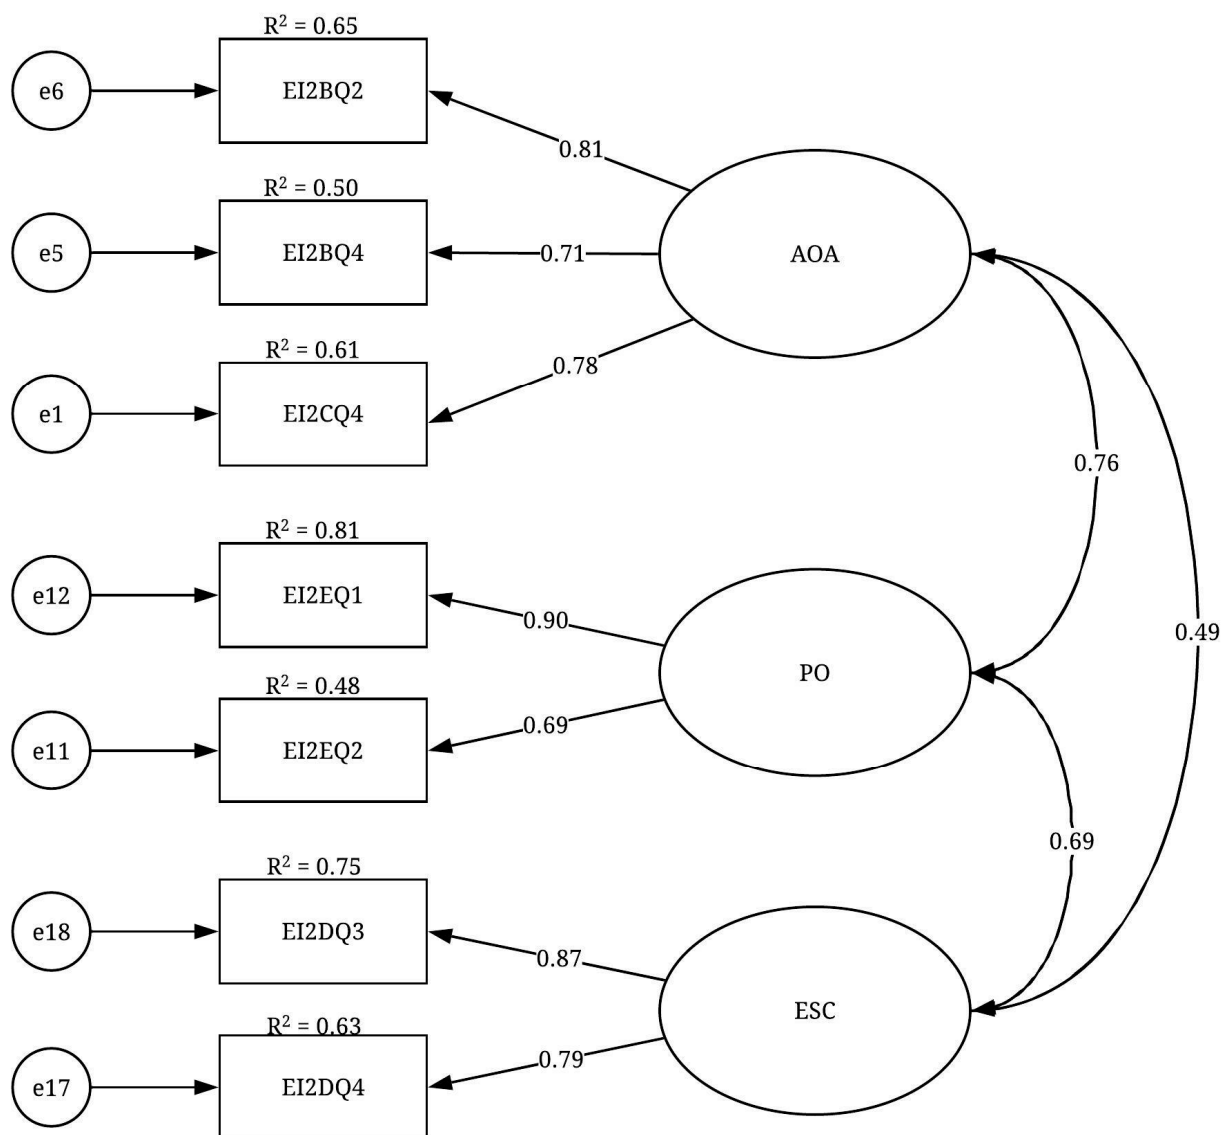 R² = 0.65
e6
EI2BQ2
0.81
R² = 0.50
e5
EI2BQ4
0.71
AOA
R² = 0.61
e1
EI2CQ4
0.78
0.76
R² = 0.81
e12
EI2EQ1
0.90
0.49
PO
R² = 0.48
e11
EI2EQ2
0.69
0.69
R² = 0.75
e18
EI2DQ3
0.87
ESC
R² = 0.63
e17
EI2DQ4
0.79